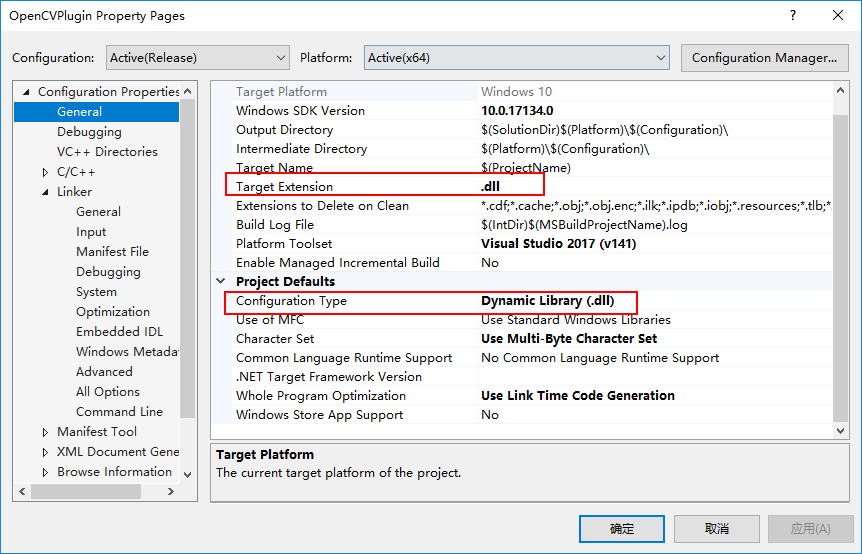 OpenCVPlugin Property Pages
Configuration: Active(Release) Platform: Active(x64) Configuration Manager...
Configuration Properties
General
Debugging
VC++ Directories
C/C++
Linker
General
Input
Manifest File
Debugging
System
Optimization
Embedded IDL
Windows Metada
Advanced
All Options
Command Line
Manifest Tool
XML Document Gene
Browse Information
Target Platform Windows 10
Windows SDK Version 10.0.17134.0
Output Directory $(SolutionDir)$(Platform)\$(Configuration)\
Intermediate Directory $(Platform)\$(Configuration)\
Target Name $(ProjectName)
Target Extension .dll
Extensions to Delete on Clean *.cdf;*.cache;*.obj;*.obj.enc;*.ilk;*.ipdb;*.iobj;*.resources;*.tlb;*
Build Log File $(IntDir)$(MSBuildProjectName).log
Platform Toolset Visual Studio 2017 (v141)
Enable Managed Incremental Build No
Project Defaults
Configuration Type Dynamic Library (.dll)
Use of MFC Use Standard Windows Libraries
Character Set Use Multi-Byte Character Set
Common Language Runtime Support No Common Language Runtime Support
.NET Target Framework Version
Whole Program Optimization Use Link Time Code Generation
Windows Store App Support No
Target Platform
The current target platform of the project.
确定 取消 应用(A)